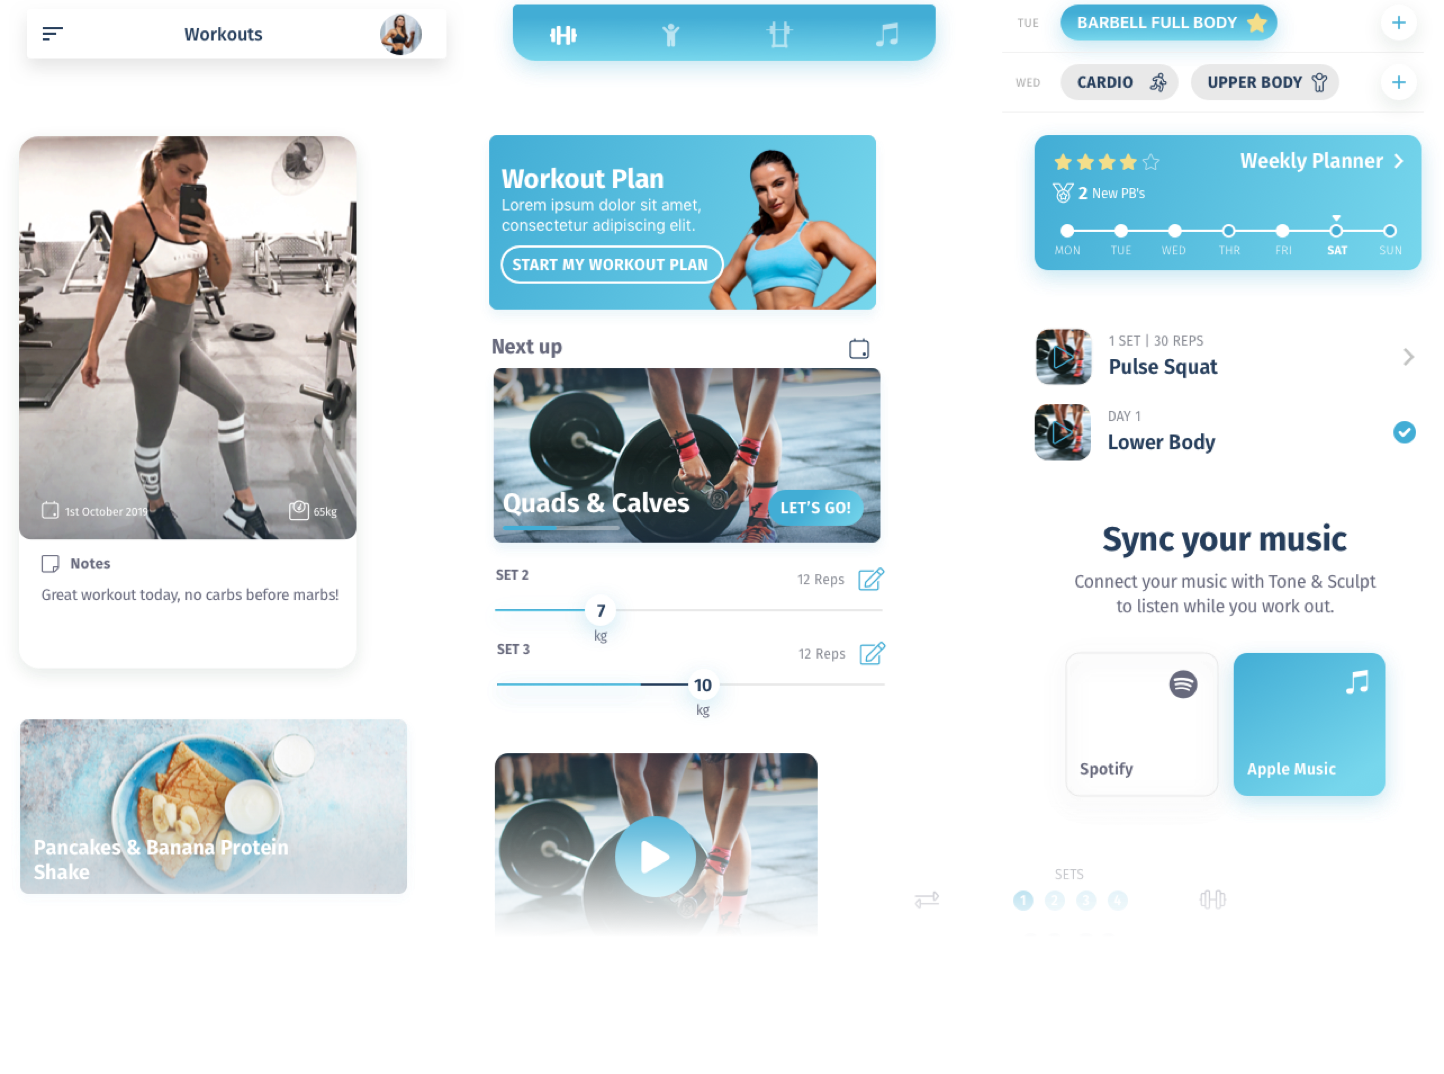 Workouts
1st October 2019
65kg
Notes
Great workout today, no carbs before marbs!
Pancakes & Banana Protein
Shake
Workout Plan
Lorem ipsum dolor sit amet,
consectetur adipiscing elit.
START MY WORKOUT PLAN
Next up
Quads & Calves
LET'S GO!
SET 2
12 Reps
7
kg
SET 3
12 Reps
10
kg
TUE
BARBELL FULL BODY
WED
CARDIO
UPPER BODY
Weekly Planner
2 New PB's
MON TUE WED THR FRI SAT SUN
1 SET | 30 REPS
Pulse Squat
DAY 1
Lower Body
Sync your music
Connect your music with Tone & Sculpt
to listen while you work out.
Spotify
Apple Music
SETS
1 2 3 4